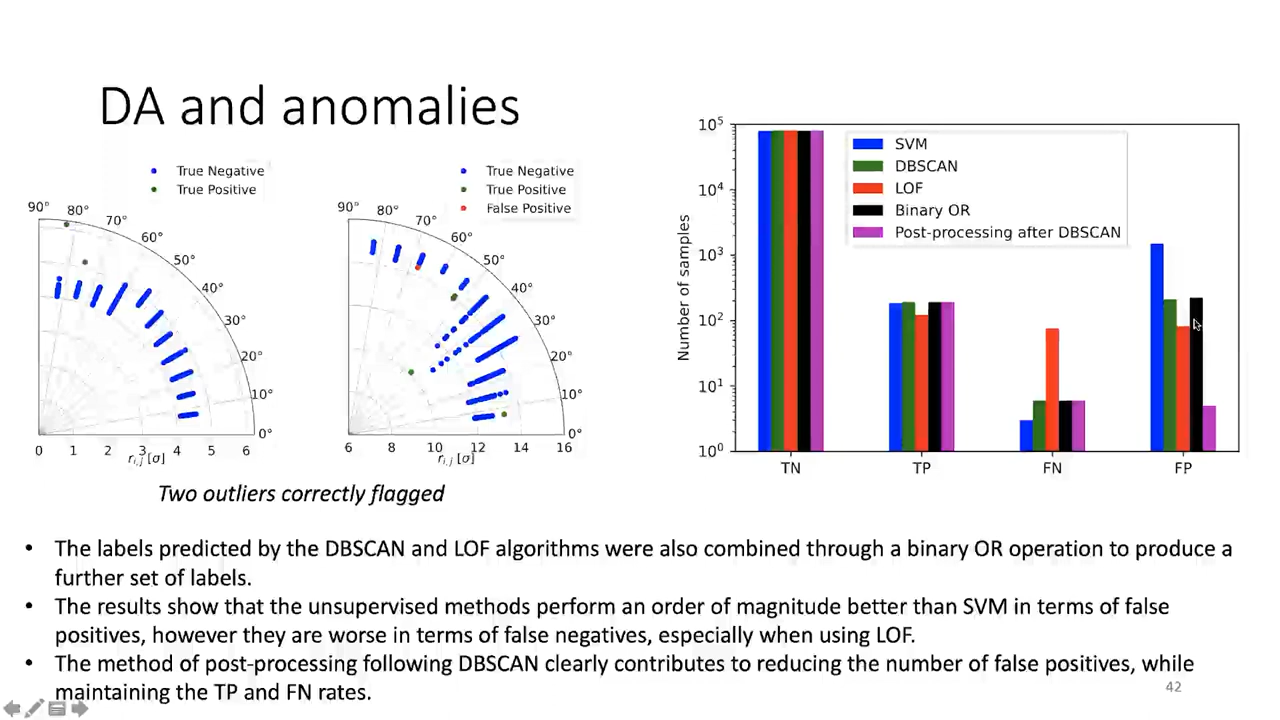 DA and anomalies
True Negative
True Positive
90°
80°
70°
60°
50°
40°
30°
20°
10°
0°
0 1 2 3 4 5 6
r_{i,j} [σ]
True Negative
True Positive
False Positive
90°
80°
70°
60°
50°
40°
30°
20°
10°
0°
6 8 10 12 14 16
r_{i,j} [σ]
Two outliers correctly flagged
Number of samples
10⁵
10⁴
10³
10²
10¹
10⁰
SVM
DBSCAN
LOF
Binary OR
Post-processing after DBSCAN
TN TP FN FP
• The labels predicted by the DBSCAN and LOF algorithms were also combined through a binary OR operation to produce a
further set of labels.
• The results show that the unsupervised methods perform an order of magnitude better than SVM in terms of false
positives, however they are worse in terms of false negatives, especially when using LOF.
• The method of post-processing following DBSCAN clearly contributes to reducing the number of false positives, while
maintaining the TP and FN rates.
42